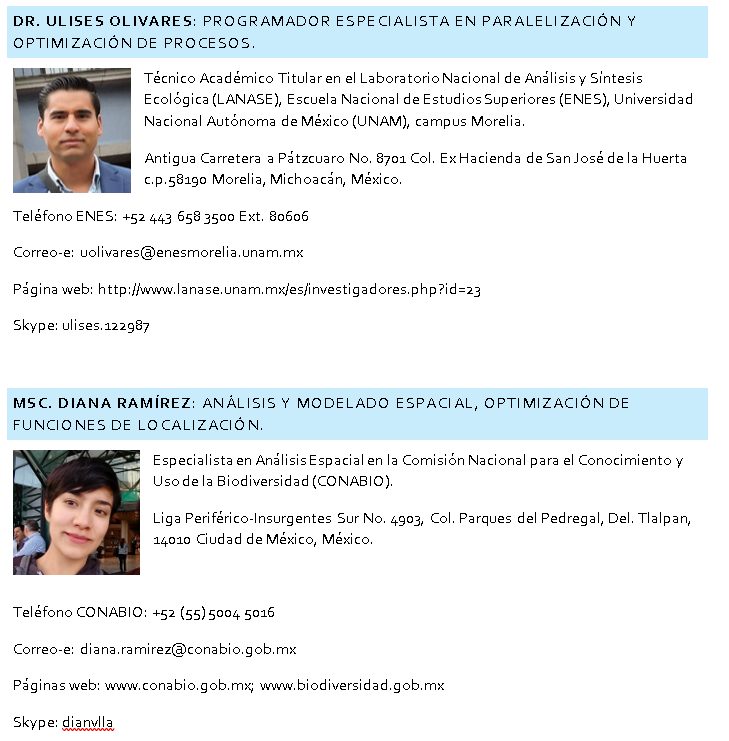 DR. ULISES OLIVARES: PROGRAMADOR ESPECIALISTA EN PARALELIZACIÓN Y
OPTIMIZACIÓN DE PROCESOS.
Técnico Académico Titular en el Laboratorio Nacional de Análisis y Síntesis
Ecológica (LANASE), Escuela Nacional de Estudios Superiores (ENES), Universidad
Nacional Autónoma de México (UNAM), campus Morelia.
Antigua Carretera a Pátzcuaro No. 8701 Col. Ex Hacienda de San José de la Huerta
c.p.58190 Morelia, Michoacán, México.
Teléfono ENES: +52 443 658 3500 Ext. 80606
Correo-e: uolivares@enesmorelia.unam.mx
Página web: http://www.lanase.unam.mx/es/investigadores.php?id=23
Skype: ulises.122987
MSC. DIANA RAMÍREZ: ANÁLISIS Y MODELADO ESPACIAL, OPTIMIZACIÓN DE
FUNCIONES DE LOCALIZACIÓN.
Especialista en Análisis Espacial en la Comisión Nacional para el Conocimiento y
Uso de la Biodiversidad (CONABIO).
Liga Periférico-Insurgentes Sur No. 4903, Col. Parques del Pedregal, Del. Tlalpan,
14010 Ciudad de México, México.
Teléfono CONABIO: +52 (55) 5004 5016
Correo-e: diana.ramirez@conabio.gob.mx
Páginas web: www.conabio.gob.mx; www.biodiversidad.gob.mx
Skype: dianvlla